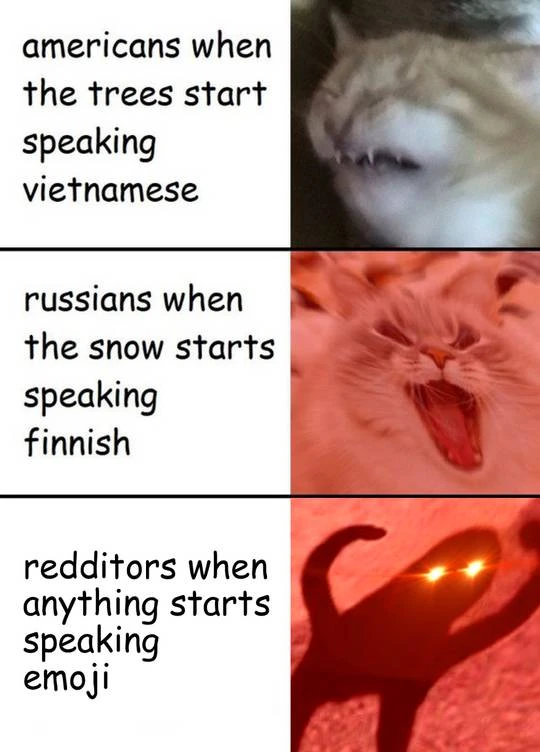 americans when
the trees start
speaking
vietnamese
russians when
the snow starts
speaking
finnish
redditors when
anything starts
speaking
emoji